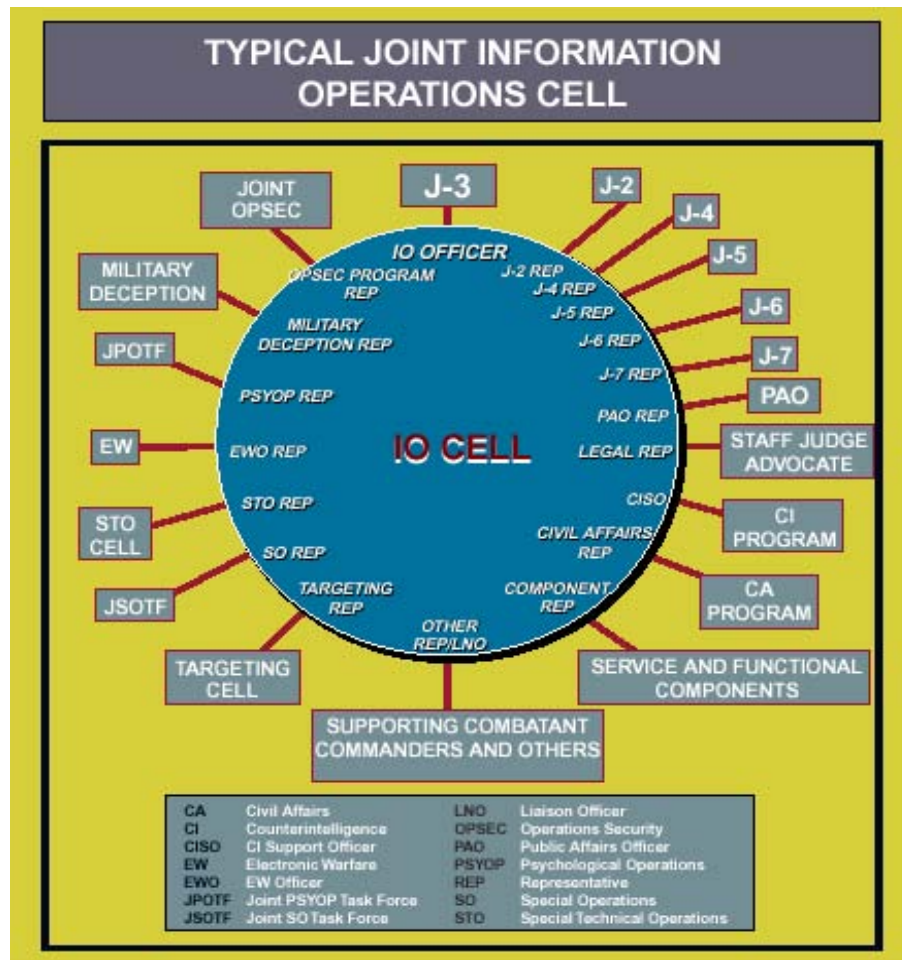 TYPICAL JOINT INFORMATION
OPERATIONS CELL
JOINT
OPSEC
J-3
J-2
J-4
J-5
J-6
J-7
PAO
STAFF JUDGE
ADVOCATE
CI
PROGRAM
CA
PROGRAM
SERVICE AND FUNCTIONAL
COMPONENTS
SUPPORTING COMBATANT
COMMANDERS AND OTHERS
TARGETING
CELL
JSOTF
STO
CELL
EW
JPOTF
MILITARY
DECEPTION
IO OFFICER
J-2 REP
J-4 REP
J-5 REP
J-6 REP
J-7 REP
PAO REP
LEGAL REP
CISO
CIVIL AFFAIRS
REP
COMPONENT
REP
OTHER
REP/LNO
TARGETING
REP
SO REP
STO REP
EWO REP
PSYOP REP
MILITARY
DECEPTION REP
OPSEC PROGRAM
REP
IO CELL
CA Civil Affairs
CI Counterintelligence
CISO CI Support Officer
EW Electronic Warfare
EWO EW Officer
JPOTF Joint PSYOP Task Force
JSOTF Joint SO Task Force
LNO Liaison Officer
OPSEC Operations Security
PAO Public Affairs Officer
PSYOP Psychological Operations
REP Representative
SO Special Operations
STO Special Technical Operations